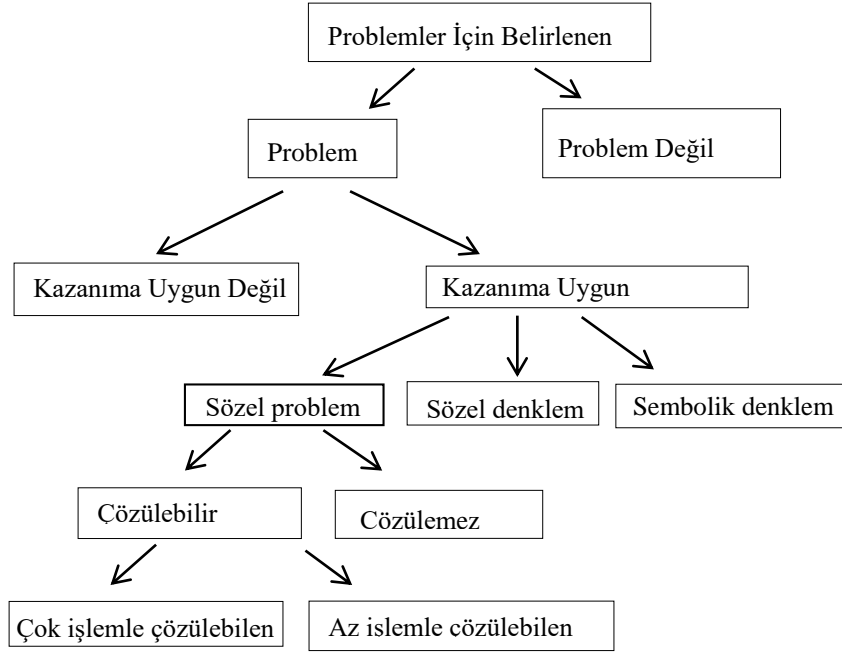 Problemler İçin Belirlenen
Problem
Problem Değil
Kazanıma Uygun Değil
Kazanıma Uygun
Sözel problem
Sözel denklem
Sembolik denklem
Çözülebilir
Cözülemez
Çok işlemle çözülebilen
Az islemle cözülebilen